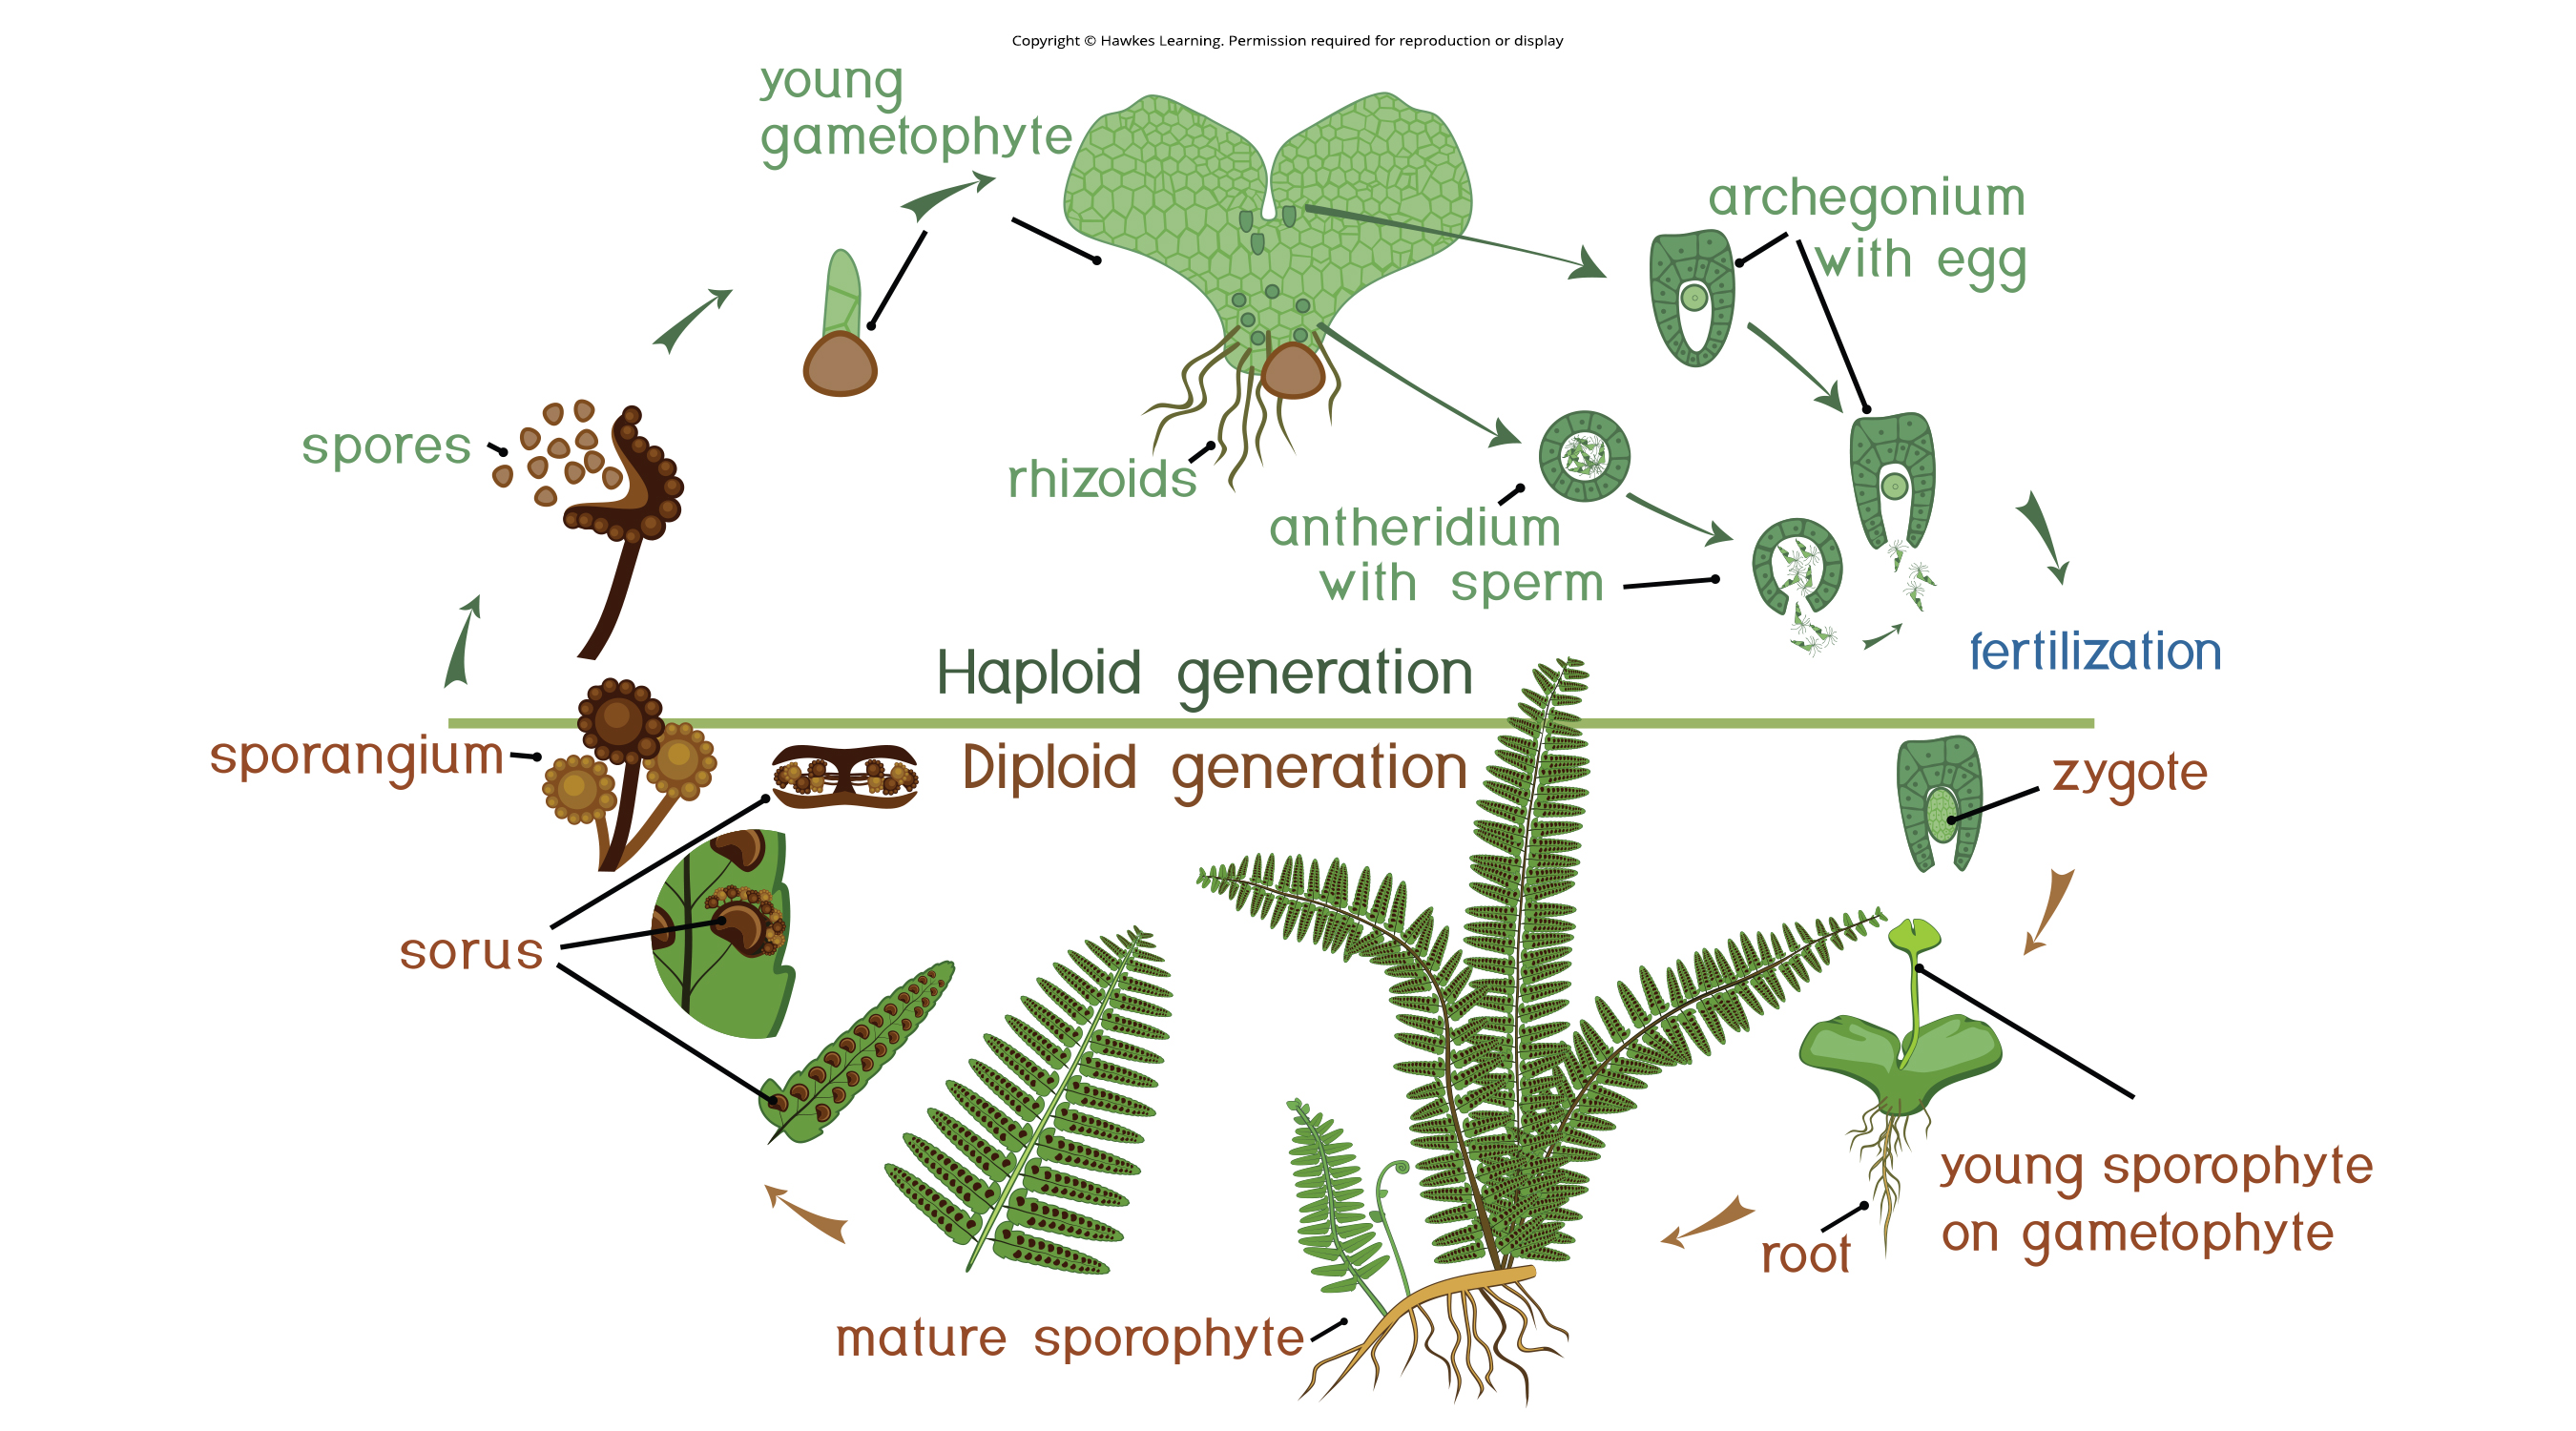 Copyright © Hawkes Learning. Permission required for reproduction or display
young
gametophyte
archegonium
with egg
spores
rhizoids
antheridium
with sperm
fertilization
Haploid generation
Diploid generation
sporangium
zygote
sorus
young sporophyte
on gametophyte
root
mature sporophyte